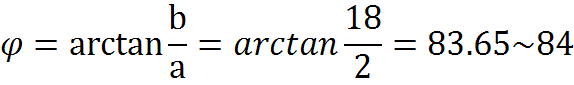 φ = arctan b/a = arctan 18/2 = 83.65~84